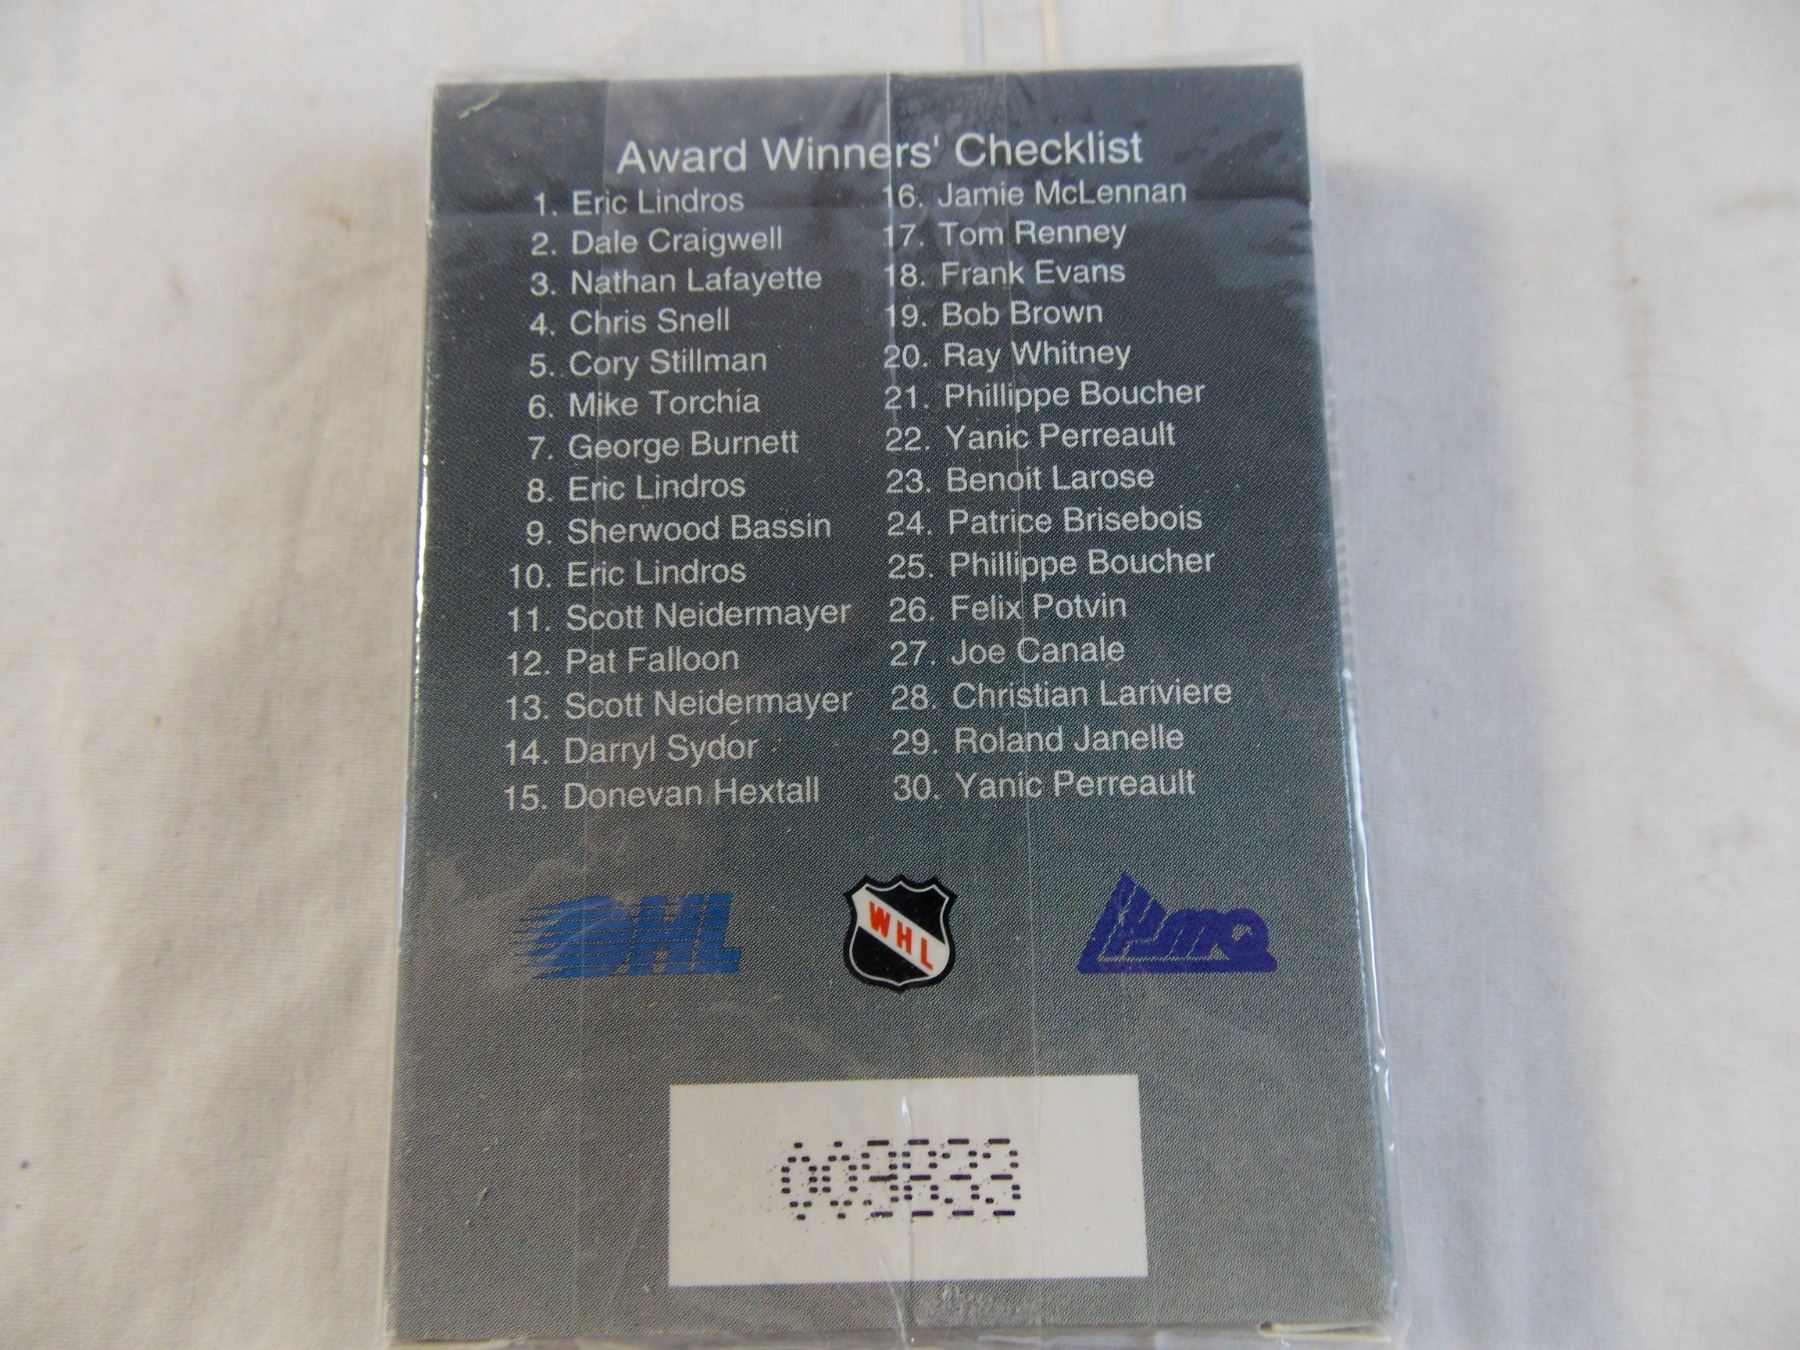 Award Winners' Checklist
1. Eric Lindros
2. Dale Craigwell
3. Nathan Lafayette
4. Chris Snell
5. Cory Stillman
6. Mike Torchia
7. George Burnett
8. Eric Lindros
9. Sherwood Bassin
10. Eric Lindros
11. Scott Neidermayer
12. Pat Falloon
13. Scott Neidermayer
14. Darryl Sydor
15. Donevan Hextall
16. Jamie McLennan
17. Tom Renney
18. Frank Evans
19. Bob Brown
20. Ray Whitney
21. Phillippe Boucher
22. Yanic Perreault
23. Benoit Larose
24. Patrice Brisebois
25. Phillippe Boucher
26. Felix Potvin
27. Joe Canale
28. Christian Lariviere
29. Roland Janelle
30. Yanic Perreault
OHL
WHL